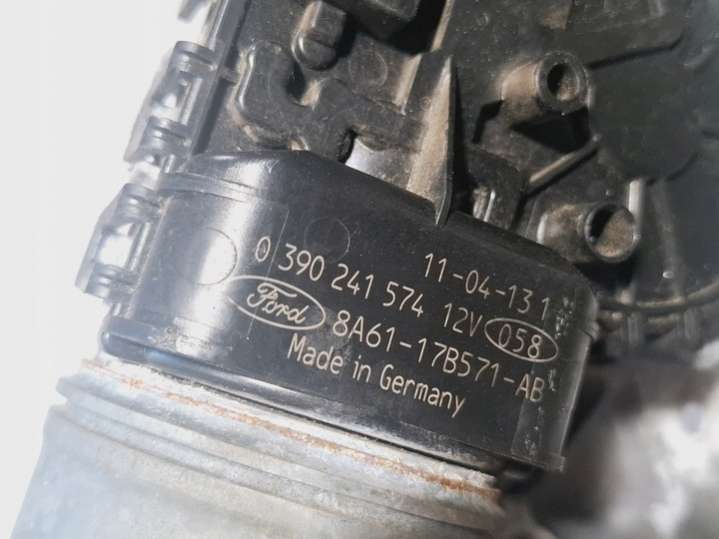 11-04-13 1
0 390 241 574 12V 058
Ford 8A61-17B571-AB
Made in Germany